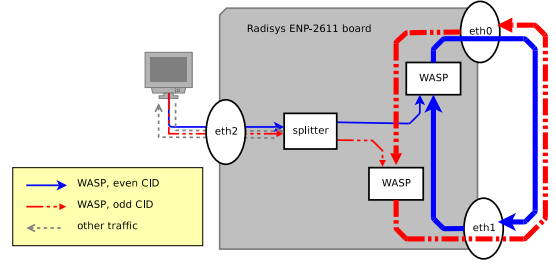 Radisys ENP-2611 board
eth0
WASP
eth2
splitter
WASP
eth1
WASP, even CID
WASP, odd CID
other traffic